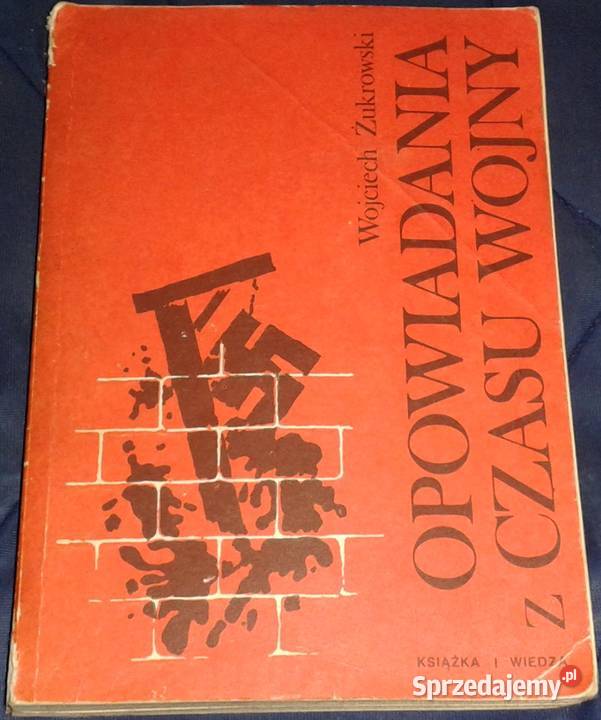 Wojciech Żukrowski
OPOWIADANIA
z CZASU WOJNY
KSIĄŻKA I WIEDZA
Sprzedajemy.pl